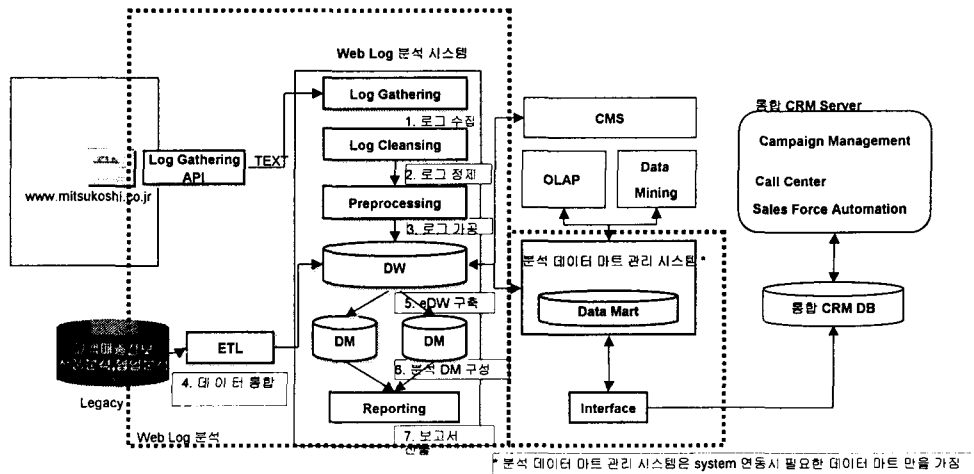 Web Log 분석 시스템
Log Gathering
1. 로그 수집
Log Cleansing
2. 로그 정제
Preprocessing
3. 로그 가공
DW
5. eDW 구축
DM
DM
6. 분석 DM 구성
Reporting
7. 보고서
산출
Log Gathering
API
TEXT
www.mitsukoshi.co.jr
ETL
4. 데이터 통합
Legacy
Web Log 분석
CMS
OLAP
Data
Mining
분석 데이터 마트 관리 시스템 *
Data Mart
Interface
통합 CRM Server
Campaign Management
Call Center
Sales Force Automation
통합 CRM DB
* 분석 데이터 마트 관리 시스템은 system 연동시 필요한 데이터 마트 만을 가짐